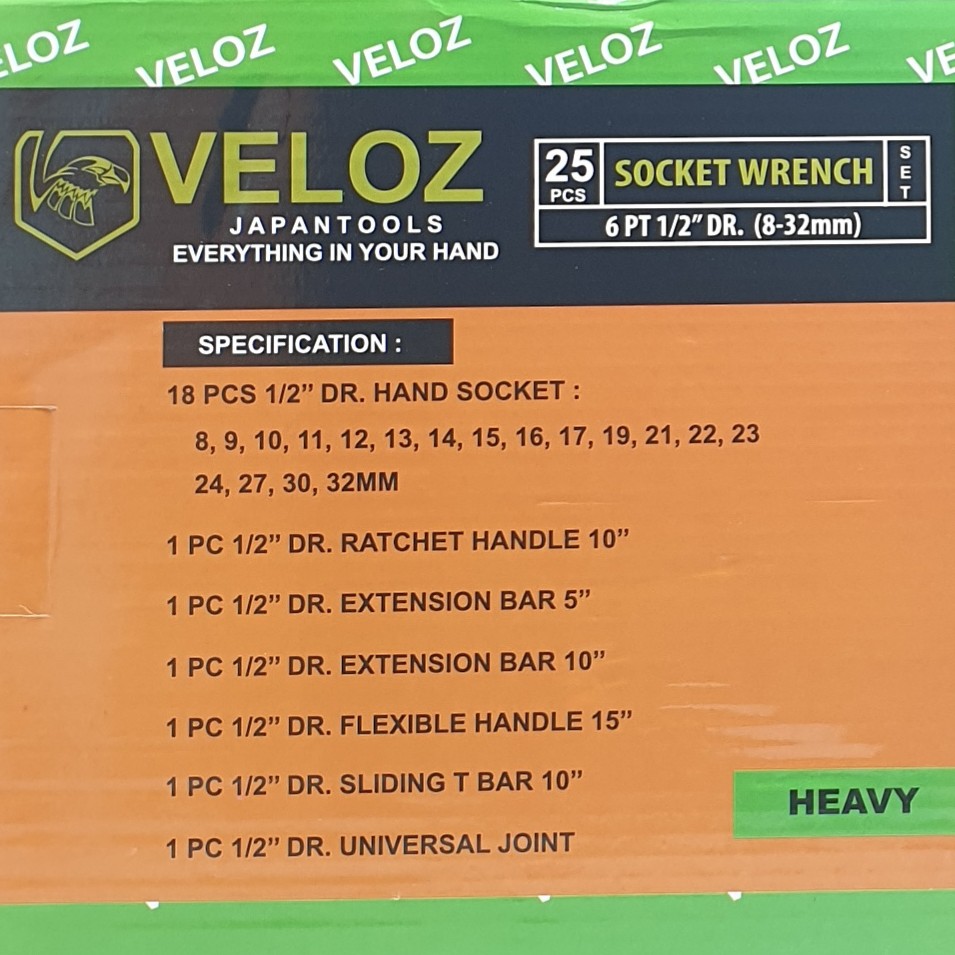 VELOZ VELOZ VELOZ VELOZ
VELOZ
JAPANTOOLS
EVERYTHING IN YOUR HAND
25 PCS SOCKET WRENCH SET
6 PT 1/2” DR. (8-32mm)
SPECIFICATION :
18 PCS 1/2” DR. HAND SOCKET :
8, 9, 10, 11, 12, 13, 14, 15, 16, 17, 19, 21, 22, 23
24, 27, 30, 32MM
1 PC 1/2” DR. RATCHET HANDLE 10”
1 PC 1/2” DR. EXTENSION BAR 5”
1 PC 1/2” DR. EXTENSION BAR 10”
1 PC 1/2” DR. FLEXIBLE HANDLE 15”
1 PC 1/2” DR. SLIDING T BAR 10”
HEAVY
1 PC 1/2” DR. UNIVERSAL JOINT